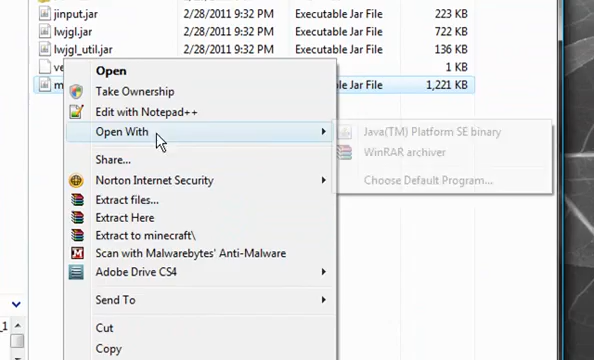 jinput.jar 2/28/2011 9:32 PM Executable Jar File 223 KB
lwjgl.jar 2/28/2011 9:32 PM Executable Jar File 722 KB
lwjgl_util.jar 2/28/2011 9:32 PM Executable Jar File 136 KB
ve 1 KB
m le Jar File 1,221 KB
Open
Take Ownership
Edit with Notepad++
Open With
Java(TM) Platform SE binary
WinRAR archiver
Choose Default Program...
Share...
Norton Internet Security
Extract files...
Extract Here
Extract to minecraft\
Scan with Malwarebytes' Anti-Malware
Adobe Drive CS4
Send To
Cut
Copy
_1